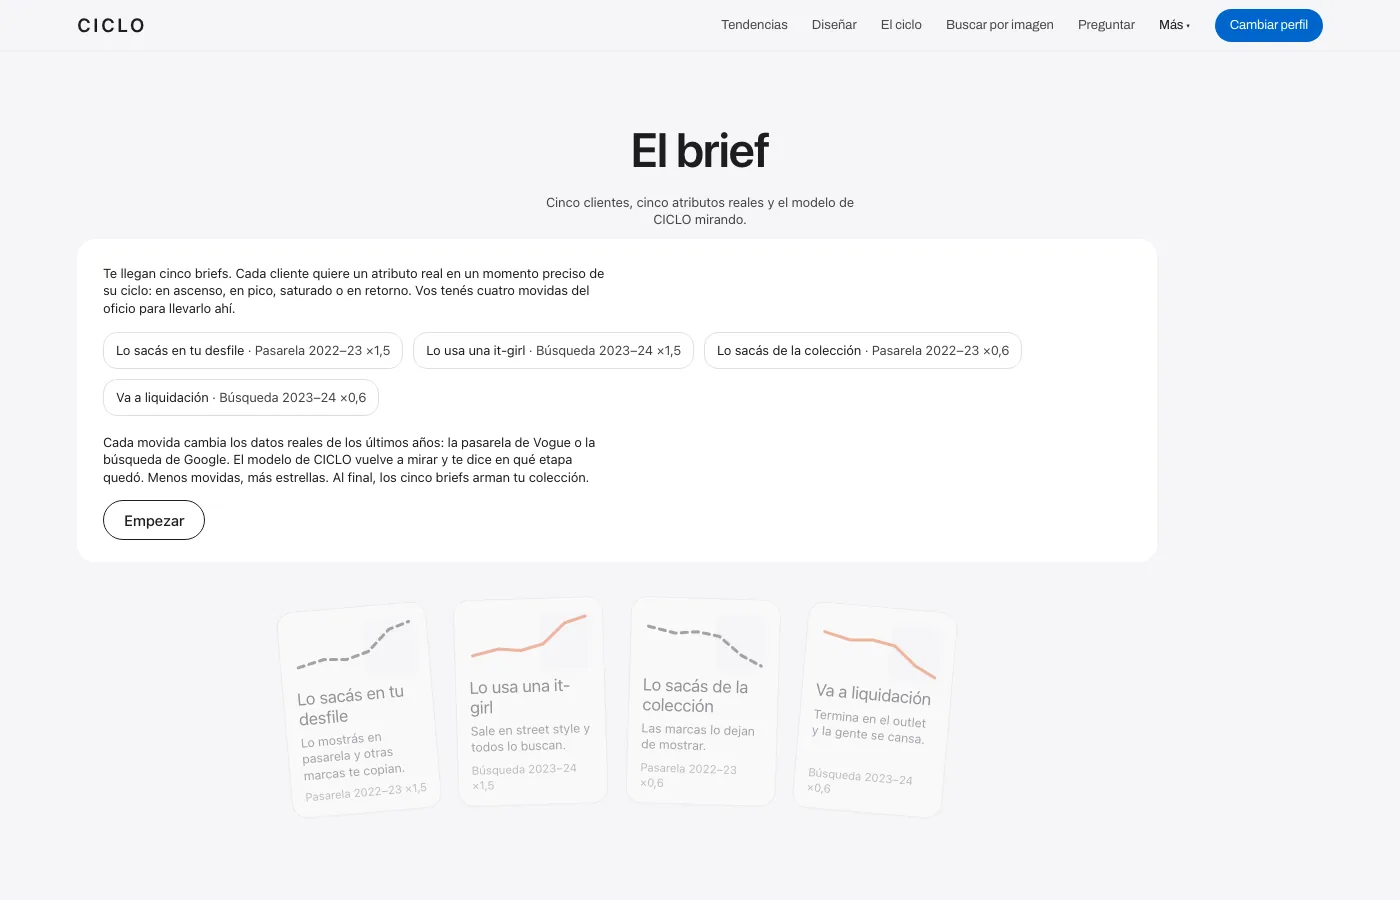 CICLO
Tendencias
Diseñar
El ciclo
Buscar por imagen
Preguntar
Más
Cambiar perfil
El brief
Cinco clientes, cinco atributos reales y el modelo de
CICLO mirando.
Te llegan cinco briefs. Cada cliente quiere un atributo real en un momento preciso de
su ciclo: en ascenso, en pico, saturado o en retorno. Vos tenés cuatro movidas del
oficio para llevarlo ahí.
Lo sacás en tu desfile · Pasarela 2022–23 ×1,5
Lo usa una it-girl · Búsqueda 2023–24 ×1,5
Lo sacás de la colección · Pasarela 2022–23 ×0,6
Va a liquidación · Búsqueda 2023–24 ×0,6
Cada movida cambia los datos reales de los últimos años: la pasarela de Vogue o la
búsqueda de Google. El modelo de CICLO vuelve a mirar y te dice en qué etapa
quedó. Menos movidas, más estrellas. Al final, los cinco briefs arman tu colección.
Empezar
Lo sacás en tu
desfile
Lo mostrás en
pasarela y otras
marcas te copian.
Pasarela 2022–23 ×1,5
Lo usa una it-
girl
Sale en street style y
todos lo buscan.
Búsqueda 2023–24
×1,5
Lo sacás de la
colección
Las marcas lo dejan
de mostrar.
Pasarela 2022–23
×0,6
Va a liquidación
Termina en el outlet
y la gente se cansa.
Búsqueda 2023–24
×0,6